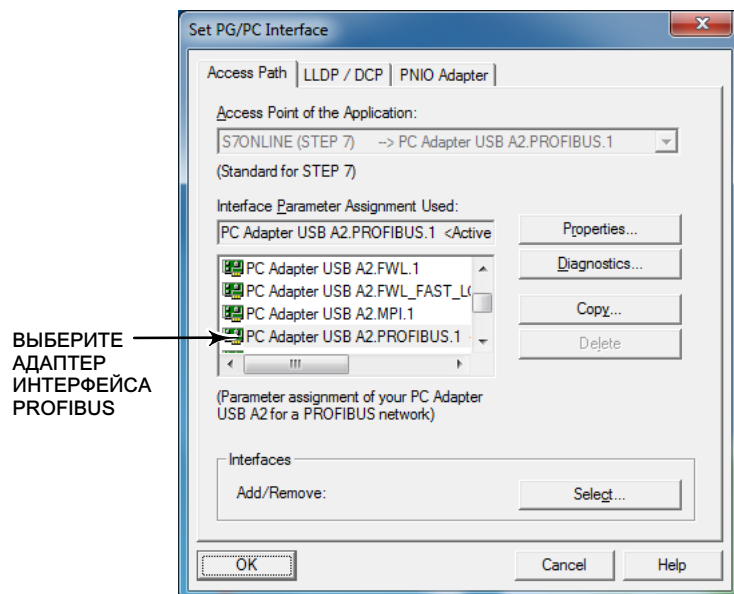 Set PG/PC Interface
Access Path LLDP / DCP PNIO Adapter
Access Point of the Application:
S7ONLINE (STEP 7) --> PC Adapter USB A2.PROFIBUS.1
(Standard for STEP 7)
Interface Parameter Assignment Used:
PC Adapter USB A2.PROFIBUS.1 <Active
Properties...
Diagnostics...
PC Adapter USB A2.FWL.1
PC Adapter USB A2.FWL_FAST_L
PC Adapter USB A2.MPI.1
PC Adapter USB A2.PROFIBUS.1
Copy...
Delete
ВЫБЕРИТЕ
АДАПТЕР
ИНТЕРФЕЙСА
PROFIBUS
(Parameter assignment of your PC Adapter
USB A2 for a PROFIBUS network)
Interfaces
Add/Remove:
Select...
OK
Cancel
Help